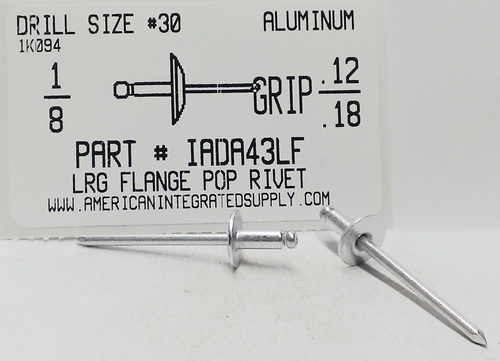 DRILL SIZE #30 ALUMINUM
1K094
1/8 GRIP .12/.18
PART # IADA43LF
LRG FLANGE POP RIVET
WWW.AMERICANINTEGRATEDSUPPLY.COM